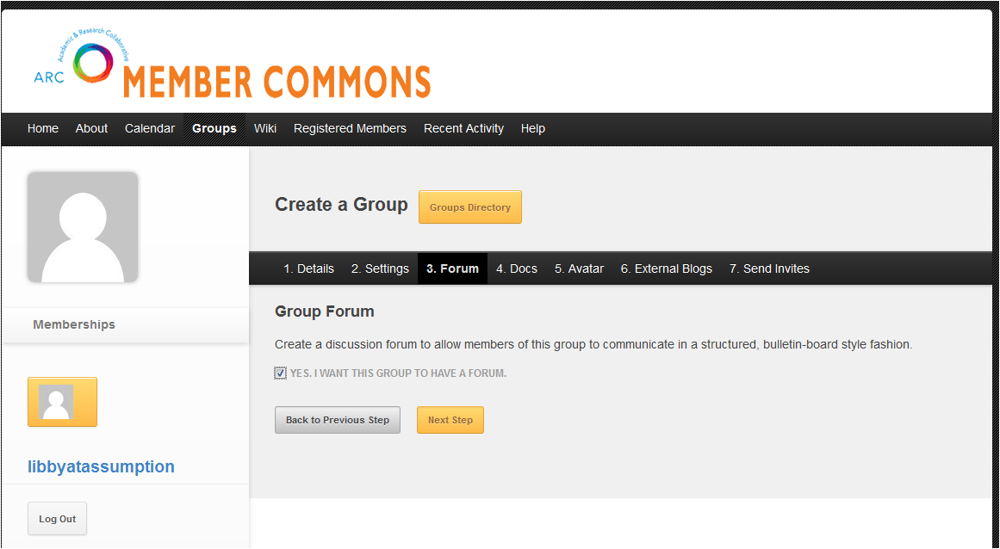 Academic & Research Collaborative
ARC
MEMBER COMMONS
Home About Calendar Groups Wiki Registered Members Recent Activity Help
Create a Group Groups Directory
1. Details 2. Settings 3. Forum 4. Docs 5. Avatar 6. External Blogs 7. Send Invites
Group Forum
Memberships
Create a discussion forum to allow members of this group to communicate in a structured, bulletin-board style fashion.
YES. I WANT THIS GROUP TO HAVE A FORUM.
Back to Previous Step Next Step
libbyatassumption
Log Out